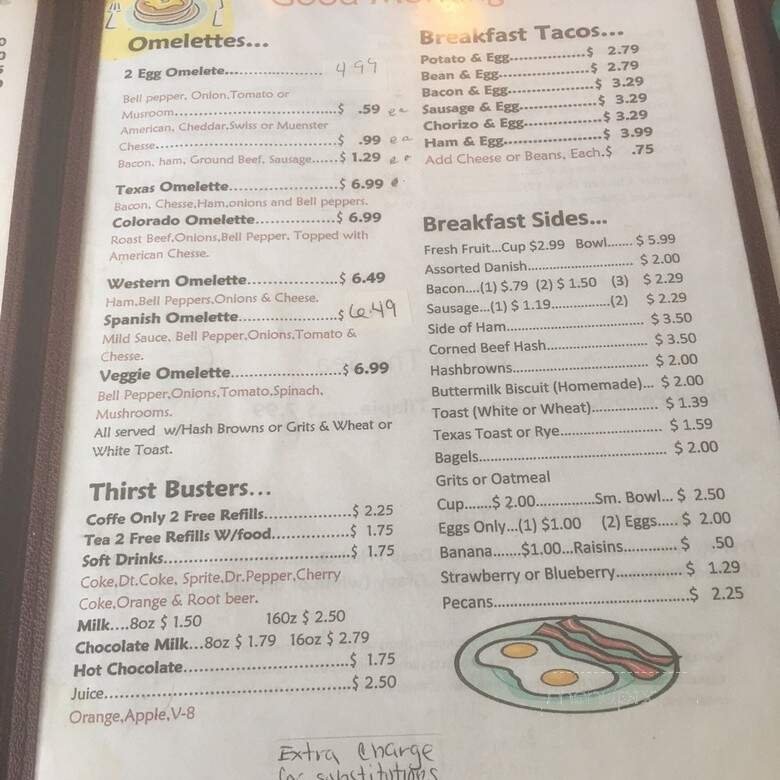 Good Morning
Omelettes...
2 Egg Omelete.................. 4 99
Bell pepper, Onion,Tomato or
Musroom..............................$ .59 ea
American, Cheddar,Swiss or Muenster
Chesse.................................$ .99 ea
Bacon, ham, Ground Beef, Sausage......$ 1.29
Texas Omelette...................$ 6.99
Bacon, Chesse,Ham,onions and Bell peppers.
Colorado Omelette..............$ 6.99
Roast Beef,Onions,Bell Pepper, Topped with
American Chesse.
Western Omelette................$ 6.49
Ham,Bell Peppers,Onions & Cheese.
Spanish Omelette.................$ 6.49
Mild Sauce, Bell Pepper,Onions,Tomato &
Chesse.
Veggie Omelette...................$ 6.99
Bell Pepper,Onions,Tomato,Spinach,
Mushrooms.
All served w/Hash Browns or Grits & Wheat or
White Toast.
Thirst Busters...
Coffe Only 2 Free Refills...............$ 2.25
Tea 2 Free Refills W/food..............$ 1.75
Soft Drinks.................................$ 1.75
Coke,Dt.Coke, Sprite,Dr.Pepper,Cherry
Coke,Orange & Root beer.
Milk...8oz $ 1.50 16oz $ 2.50
Chocolate Milk...8oz $ 1.79 16oz $ 2.79
Hot Chocolate.............................$ 1.75
Juice...........................................$ 2.50
Orange,Apple,V-8
Breakfast Tacos...
Potato & Egg................$ 2.79
Bean & Egg...................$ 2.79
Bacon & Egg..................$ 3.29
Sausage & Egg...............$ 3.29
Chorizo & Egg................$ 3.29
Ham & Egg....................$ 3.99
Add Cheese or Beans, Each.$ .75
Breakfast Sides...
Fresh Fruit...Cup $2.99 Bowl....... $ 5.99
Assorted Danish....................... $ 2.00
Bacon....(1) $.79 (2) $ 1.50 (3) $ 2.29
Sausage...(1) $ 1.19..............(2) $ 2.29
Side of Ham.............................. $ 3.50
Corned Beef Hash...................... $ 3.50
Hashbrowns.............................. $ 2.00
Buttermilk Biscuit (Homemade)... $ 2.00
Toast (White or Wheat)............... $ 1.39
Texas Toast or Rye...................... $ 1.59
Bagels......................................... $ 2.00
Grits or Oatmeal
Cup.......$ 2.00..............Sm. Bowl... $ 2.50
Eggs Only...(1) $1.00 (2) Eggs..... $ 2.00
Banana.......$1.00...Raisins............. $ .50
Strawberry or Blueberry............... $ 1.29
Pecans...........................................$ 2.25
Extra Charge
for substitutions